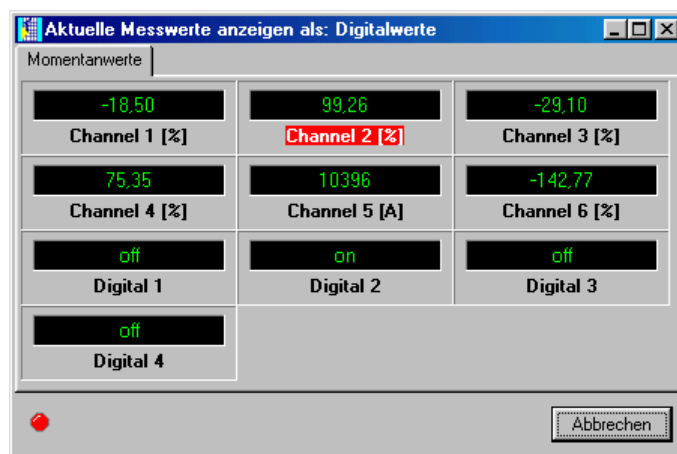 Aktuelle Messwerte anzeigen als: Digitalwerte
Momentanwerte
-18,50 99,26 -29,10
Channel 1 [%] Channel 2 [%] Channel 3 [%]
75,35 10396 -142,77
Channel 4 [%] Channel 5 [A] Channel 6 [%]
off on off
Digital 1 Digital 2 Digital 3
off
Digital 4
Abbrechen